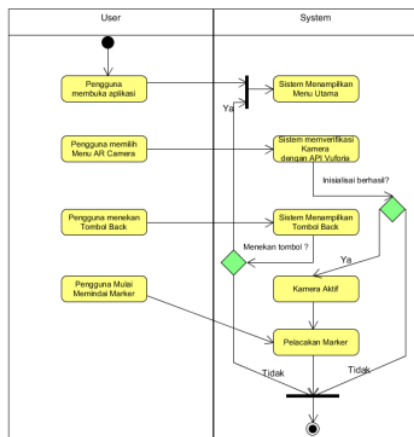 User
System
Pengguna
membuka aplikasi
Sistem Menampilkan
Menu Utama
Ya
Pengguna memilih
Menu AR Camera
Sistem memverifikasi
Kamera
dengan API Vuforia
Inisialisai berhasil?
Pengguna menekan
Tombol Back
Sistem Menampilkan
Tombol Back
Menekan tombol ?
Ya
Pengguna Mulai
Memindai Marker
Kamera Aktif
Pelacakan Marker
Tidak
Tidak